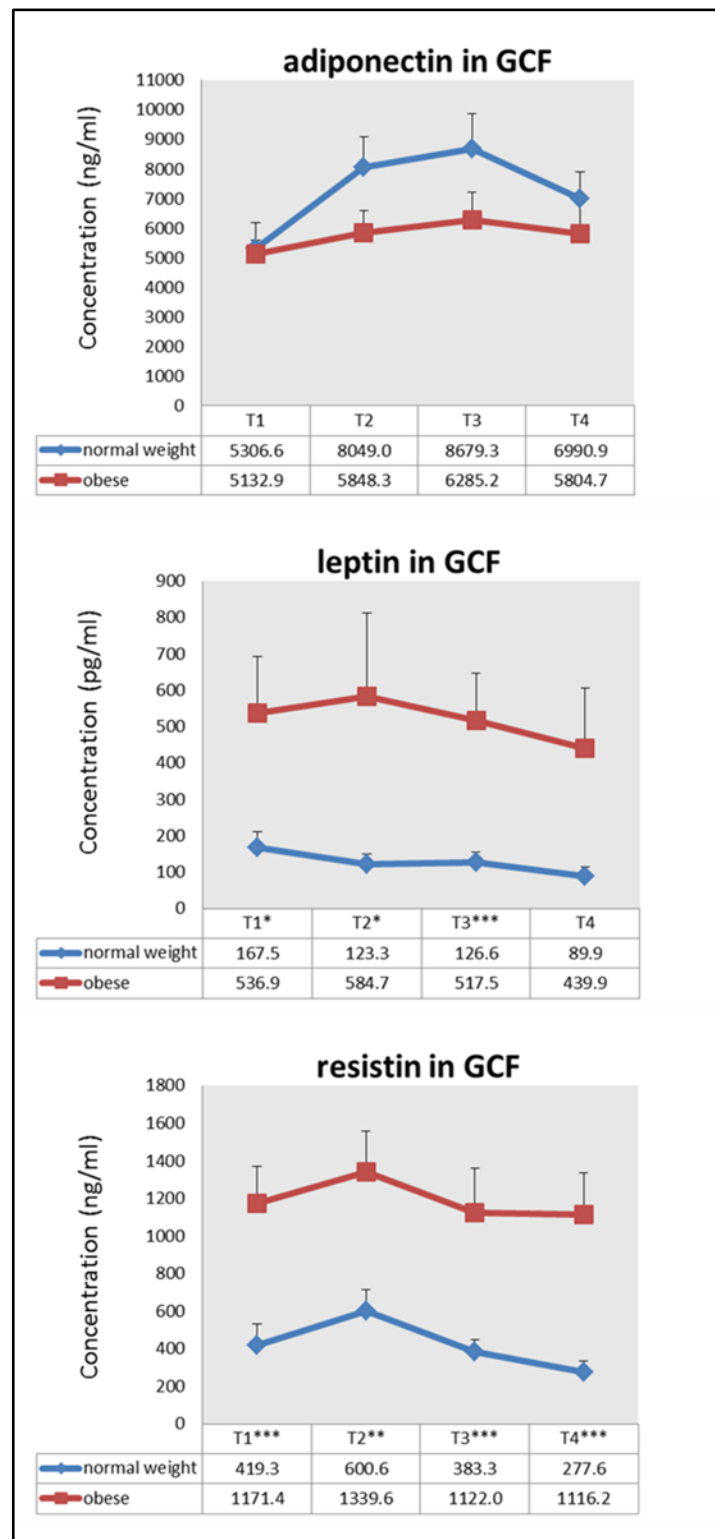 adiponectin in GCF
Concentration (ng/ml)
11000
10000
9000
8000
7000
6000
5000
4000
3000
2000
1000
0
T1 T2 T3 T4
normal weight 5306.6 8049.0 8679.3 6990.9
obese 5132.9 5848.3 6285.2 5804.7
leptin in GCF
Concentration (pg/ml)
900
800
700
600
500
400
300
200
100
0
T1* T2* T3*** T4
normal weight 167.5 123.3 126.6 89.9
obese 536.9 584.7 517.5 439.9
resistin in GCF
Concentration (ng/ml)
1800
1600
1400
1200
1000
800
600
400
200
0
T1*** T2** T3*** T4***
normal weight 419.3 600.6 383.3 277.6
obese 1171.4 1339.6 1122.0 1116.2